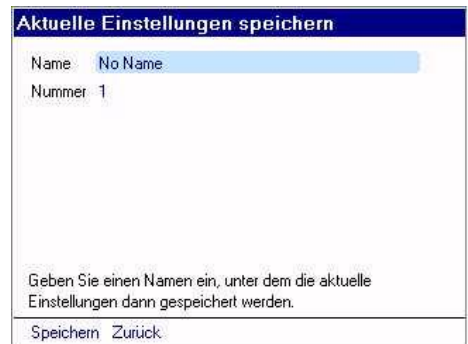 Aktuelle Einstellungen speichern
Name No Name
Nummer 1
Geben Sie einen Namen ein, unter dem die aktuelle
Einstellungen dann gespeichert werden.
Speichern Zurück